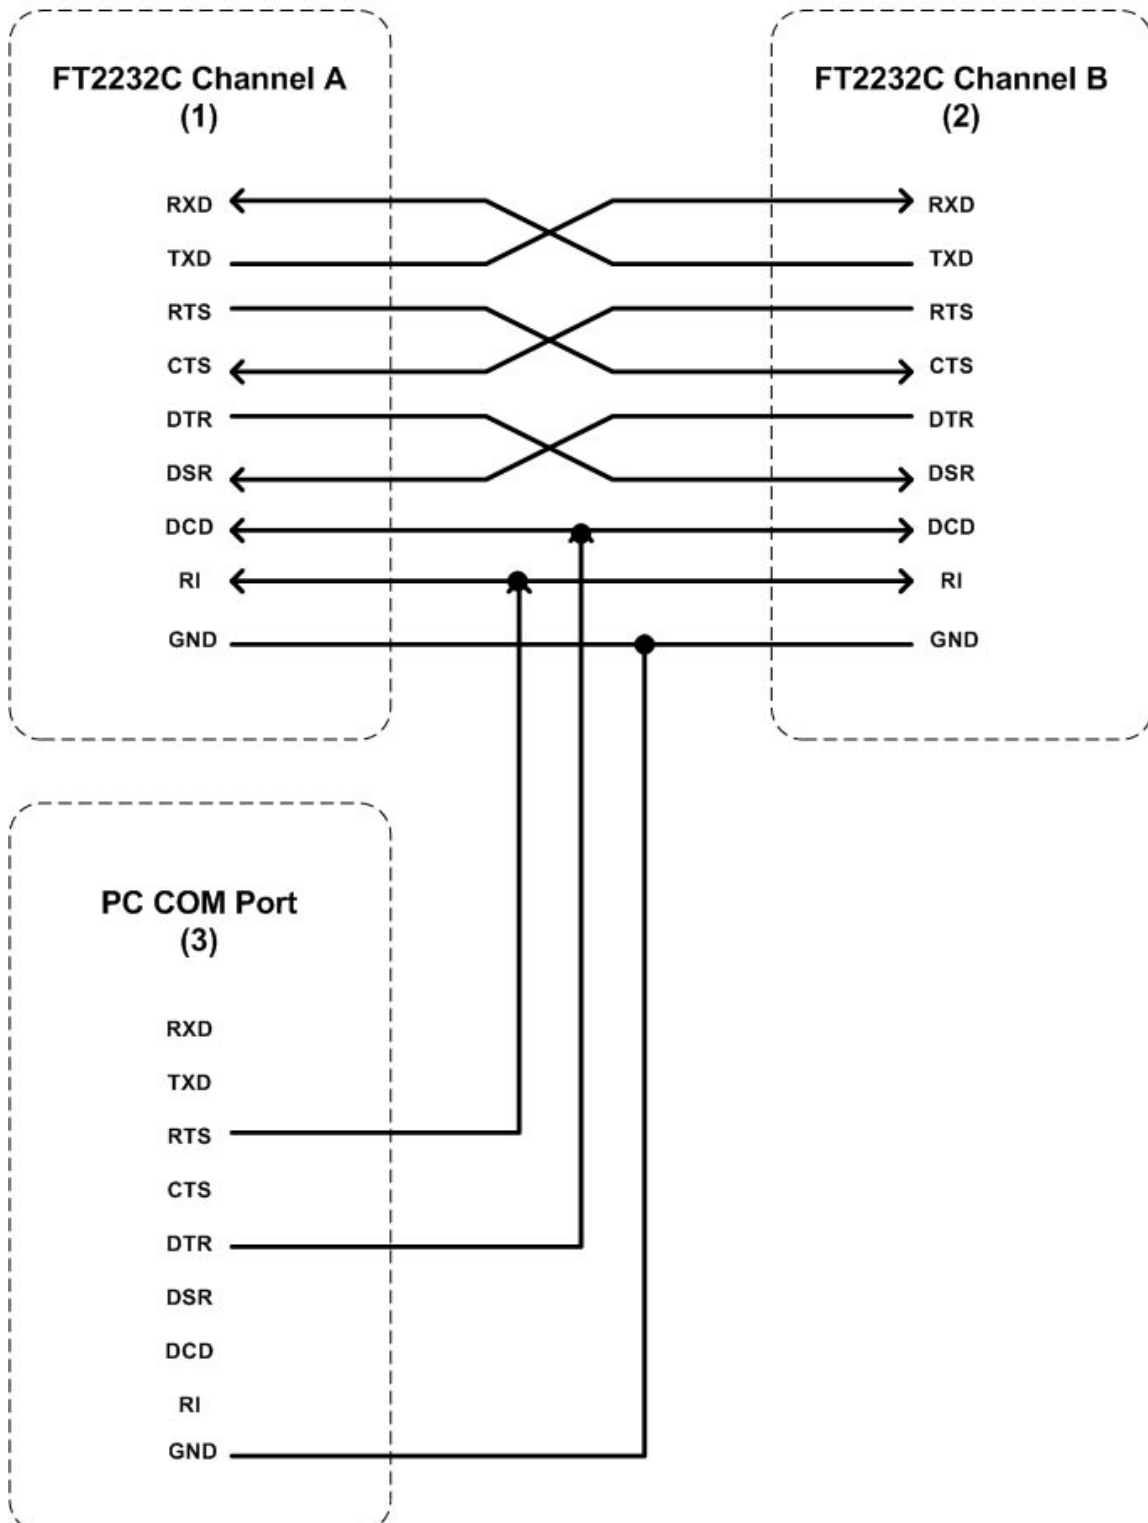 FT2232C Channel A
(1)
RXD
TXD
RTS
CTS
DTR
DSR
DCD
RI
GND
FT2232C Channel B
(2)
RXD
TXD
RTS
CTS
DTR
DSR
DCD
RI
GND
PC COM Port
(3)
RXD
TXD
RTS
CTS
DTR
DSR
DCD
RI
GND